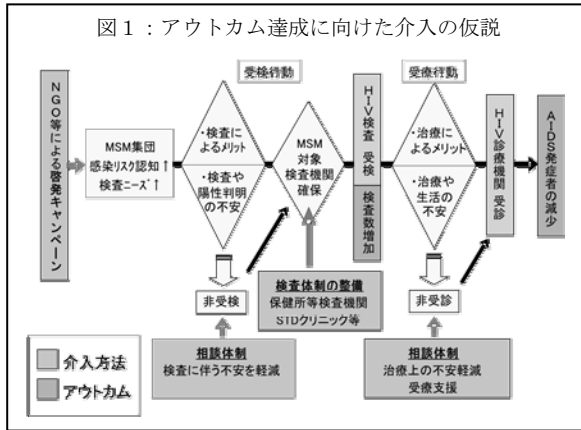 図１：アウトカム達成に向けた介入の仮説
受検行動
受療行動
NGO等による啓発キャンペーン
MSM集団
感染リスク認知↑
検査ニーズ↑
・検査に
よるメリット
・検査や
陽性判明
の不安
MSM
対象
検査機関
確保
HIV検査 受検
検査数増加
・治療に
よるメリット
・治療や
生活の
不安
HIV診療機関 受診
AIDS発症者の減少
非受検
検査体制の整備
保健所等検査機関
STDクリニック等
非受診
相談体制
検査に伴う不安を軽減
相談体制
治療上の不安軽減
受療支援
介入方法
アウトカム